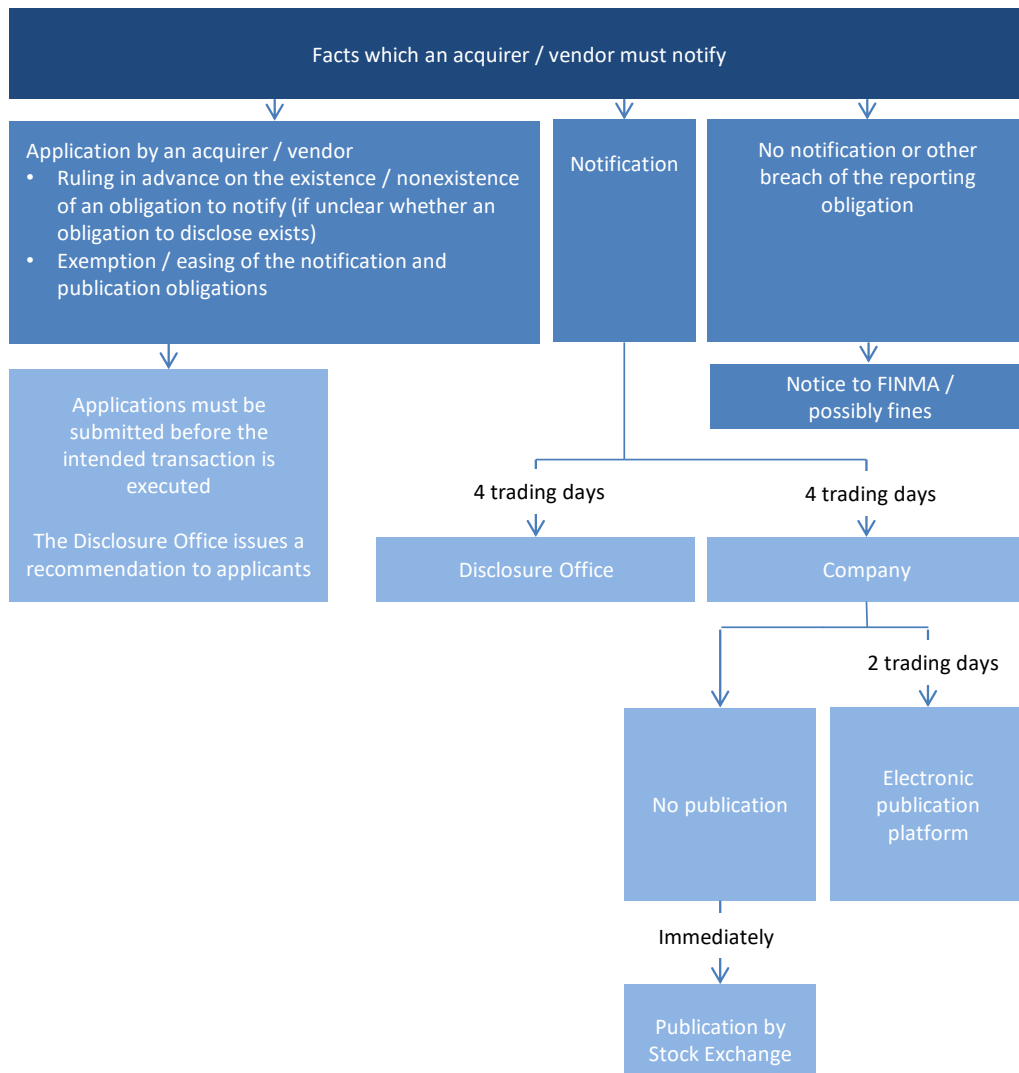 Facts which an acquirer / vendor must notify
Application by an acquirer / vendor
• Ruling in advance on the existence / nonexistence
of an obligation to notify (if unclear whether an
obligation to disclose exists)
• Exemption / easing of the notification and
publication obligations
Notification
No notification or other
breach of the reporting
obligation
Applications must be
submitted before the
intended transaction is
executed
The Disclosure Office issues a
recommendation to applicants
Notice to FINMA /
possibly fines
4 trading days
4 trading days
Disclosure Office
Company
2 trading days
No publication
Electronic
publication
platform
Immediately
Publication by
Stock Exchange